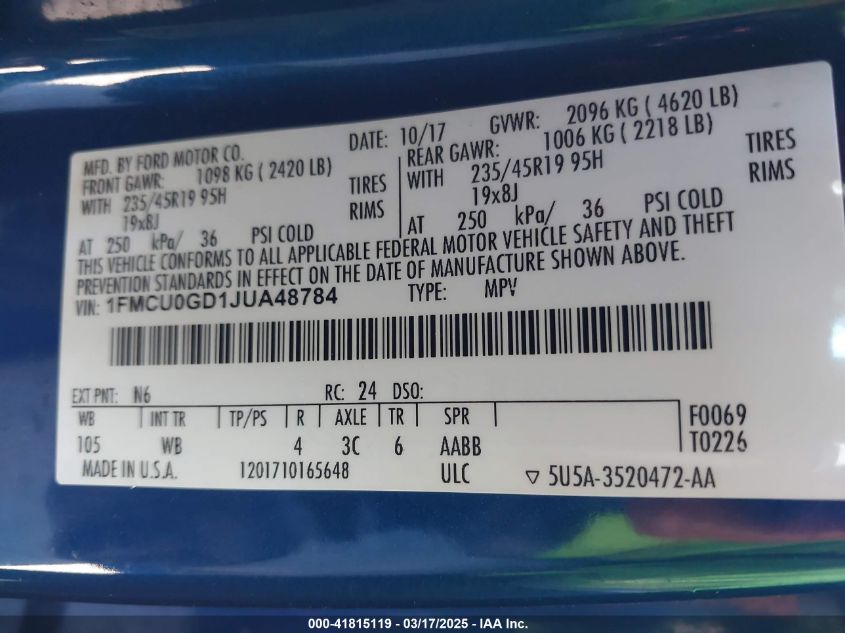 MFD. BY FORD MOTOR CO. DATE: 10/17 GVWR: 2096 KG ( 4620 LB)
FRONT GAWR: 1098 KG ( 2420 LB) REAR GAWR: 1006 KG ( 2218 LB)
WITH 235/45R19 95H TIRES WITH 235/45R19 95H TIRES
19x8J RIMS 19x8J RIMS
AT 250 kPa/ 36 PSI COLD AT 250 kPa/ 36 PSI COLD
THIS VEHICLE CONFORMS TO ALL APPLICABLE FEDERAL MOTOR VEHICLE SAFETY AND THEFT
PREVENTION STANDARDS IN EFFECT ON THE DATE OF MANUFACTURE SHOWN ABOVE.
VIN: 1FMCU0GD1JUA48784 TYPE: MPV
EXT PNT: N6 RC: 24 DSO:
WB INT TR TP/PS R AXLE TR SPR F0069
105 WB 4 3C 6 AABB T0226
MADE IN U.S.A. 1201710165648 ULC ▽ 5U5A-3520472-AA
000-41815119 - 03/17/2025 - IAA Inc.